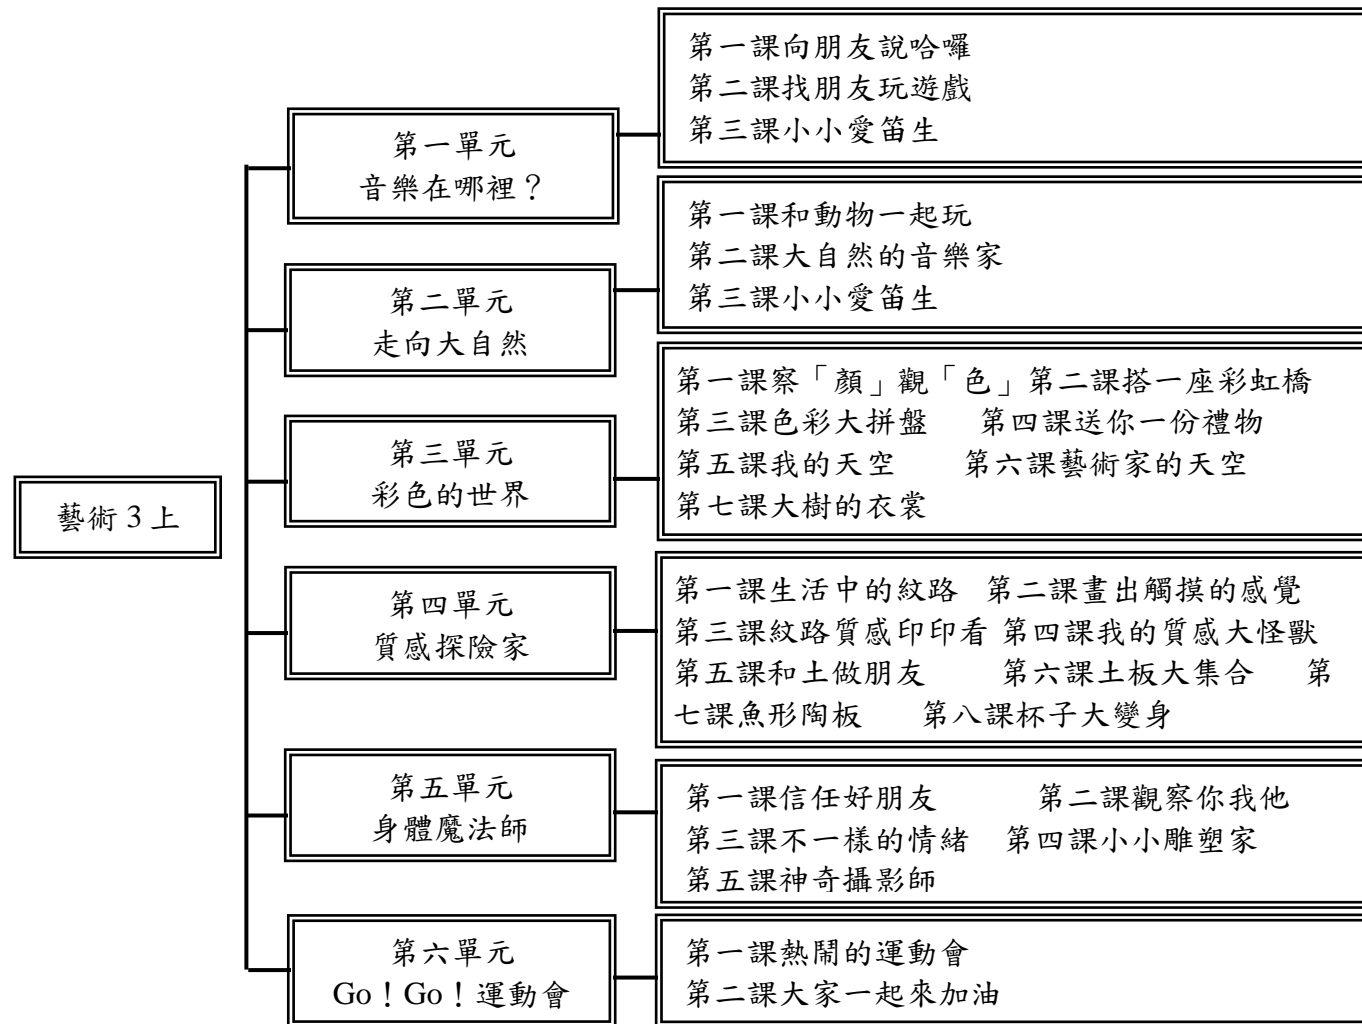 藝術3上
第一單元
音樂在哪裡？
第一課向朋友說哈囉
第二課找朋友玩遊戲
第三課小小愛笛生
第二單元
走向大自然
第一課和動物一起玩
第二課大自然的音樂家
第三課小小愛笛生
第三單元
彩色的世界
第一課察「顏」觀「色」第二課搭一座彩虹橋
第三課色彩大拼盤　第四課送你一份禮物
第五課我的天空　第六課藝術家的天空
第七課大樹的衣裳
第四單元
質感探險家
第一課生活中的紋路 第二課畫出觸摸的感覺
第三課紋路質感印印看 第四課我的質感大怪獸
第五課和土做朋友　第六課土板大集合　第
七課魚形陶板　第八課杯子大變身
第五單元
身體魔法師
第一課信任好朋友　第二課觀察你我他
第三課不一樣的情緒　第四課小小雕塑家
第五課神奇攝影師
第六單元
Go！Go！運動會
第一課熱鬧的運動會
第二課大家一起來加油